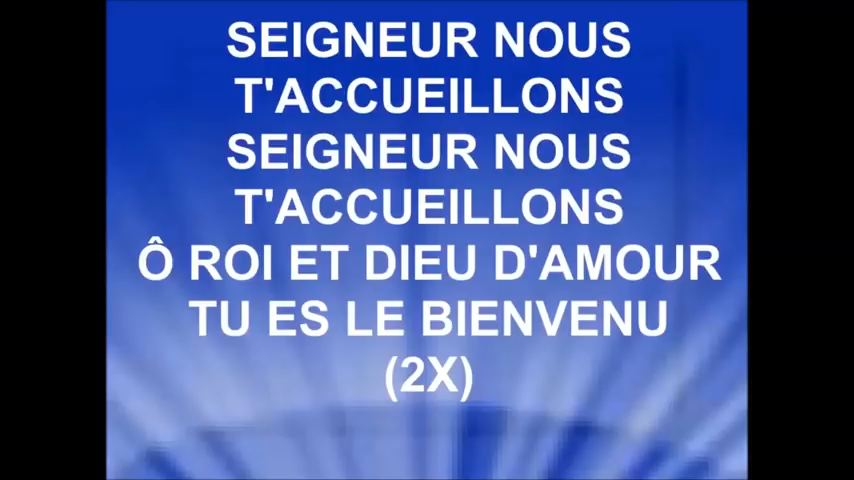 SEIGNEUR NOUS
T'ACCUEILLONS
SEIGNEUR NOUS
T'ACCUEILLONS
Ô ROI ET DIEU D'AMOUR
TU ES LE BIENVENU
(2X)